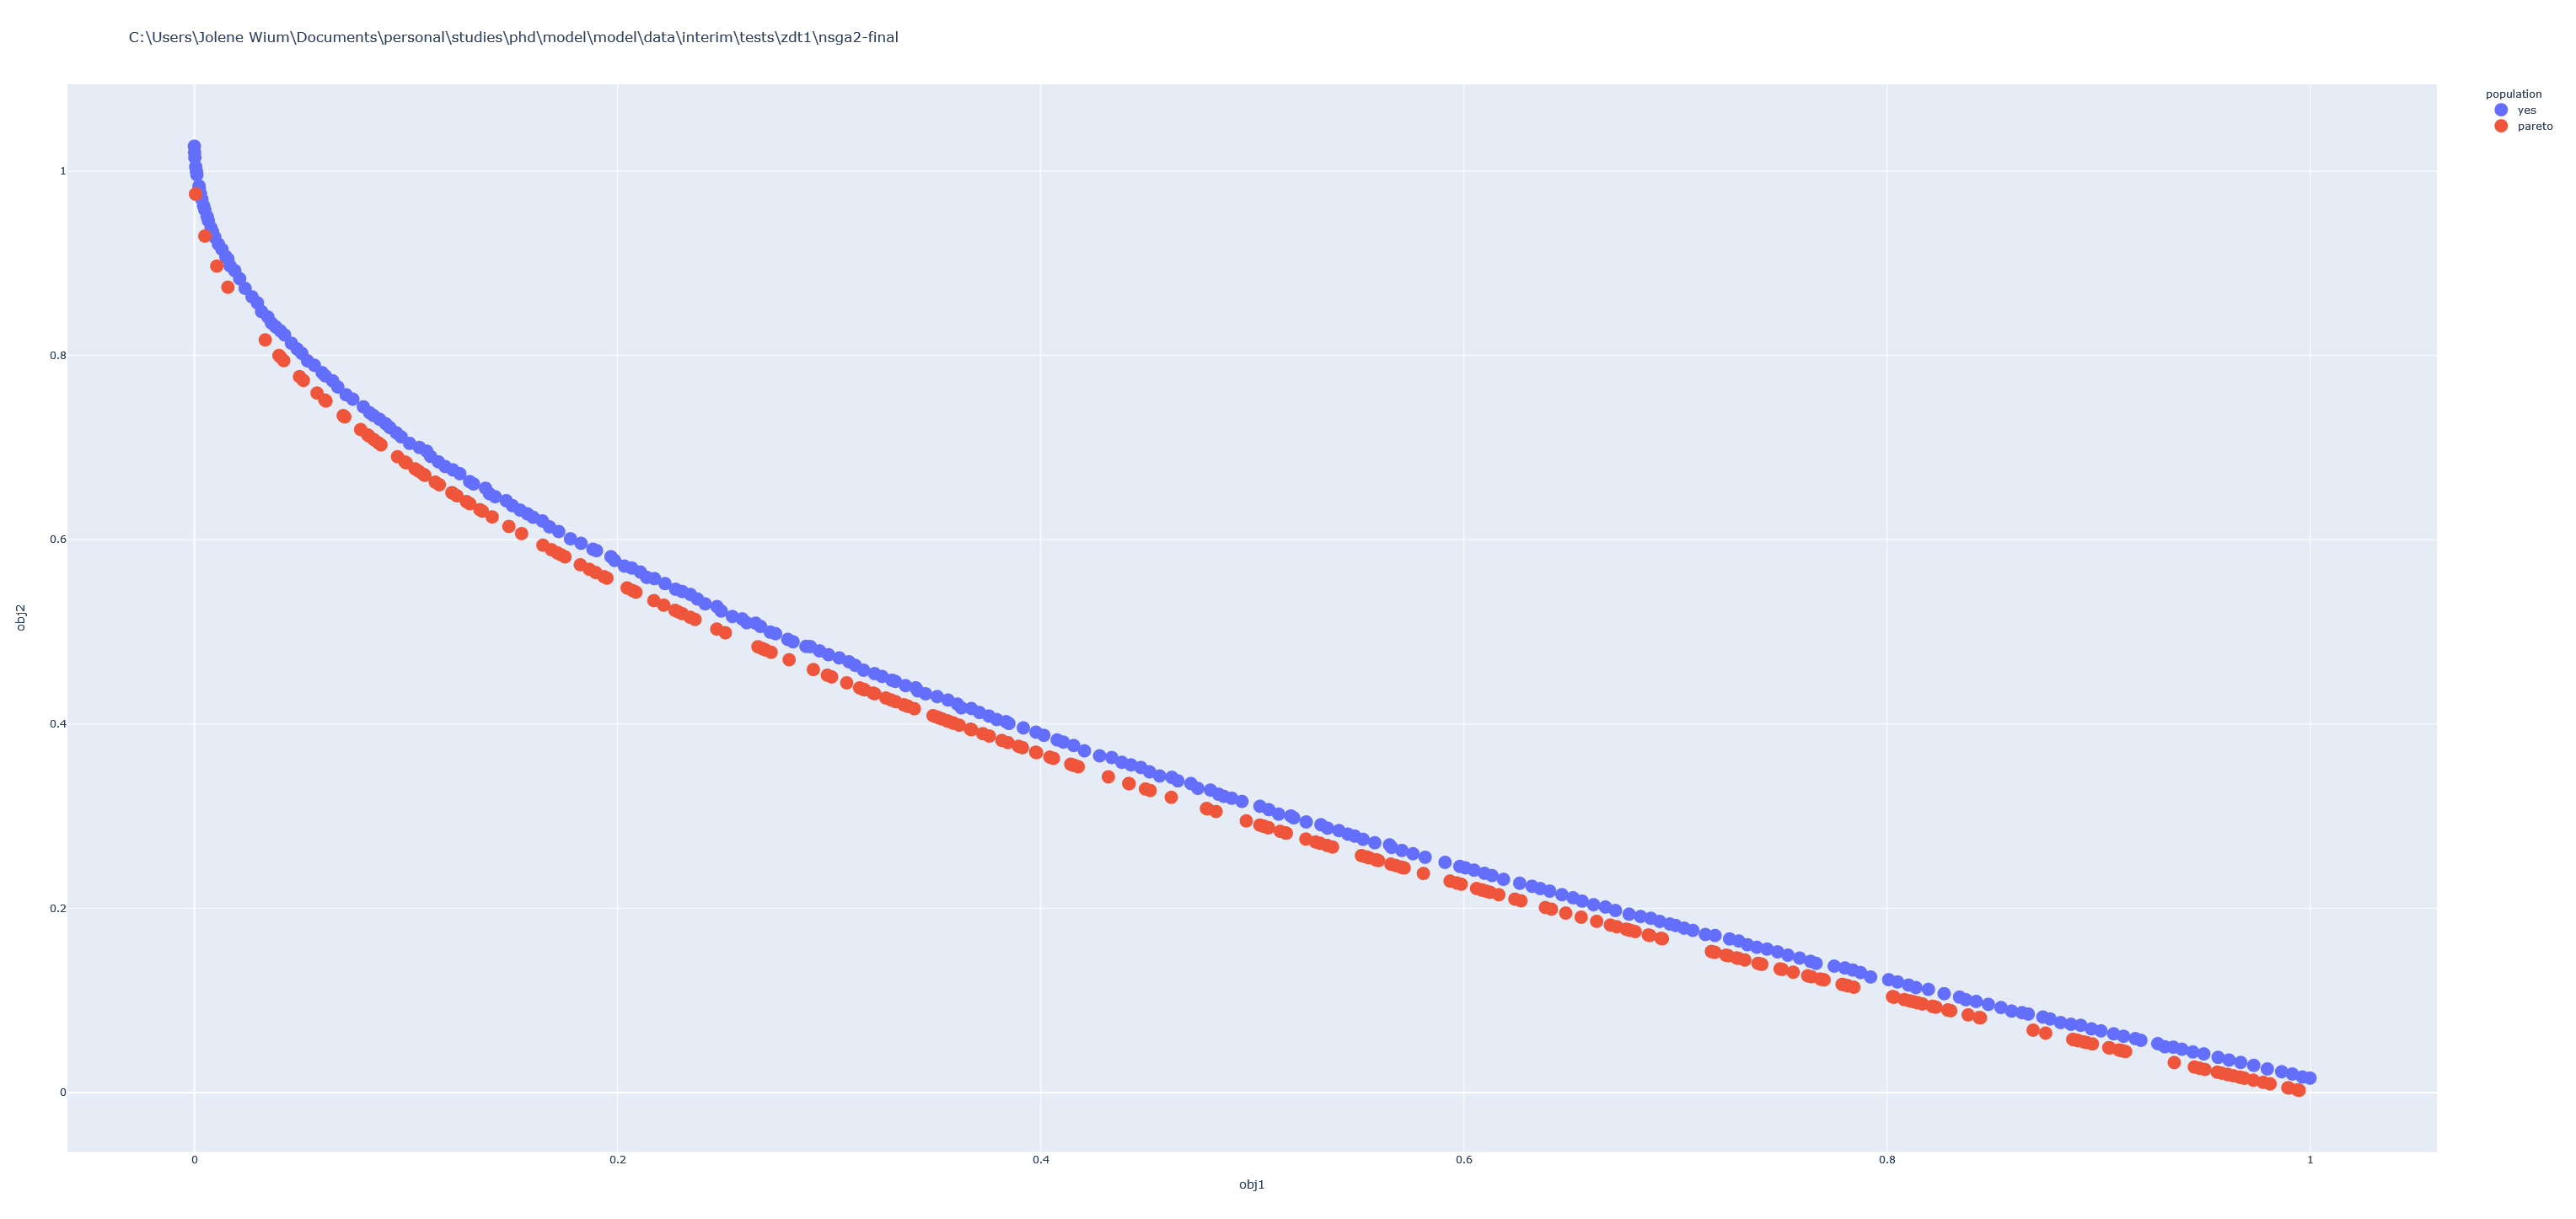 C:\Users\Jolene Wium\Documents\personal\studies\phd\model\model\data\interim\tests\zdt1\nsga2-final
population
yes
pareto
1
0.8
0.6
0.4
0.2
0
obj2
0 0.2 0.4 0.6 0.8 1
obj1